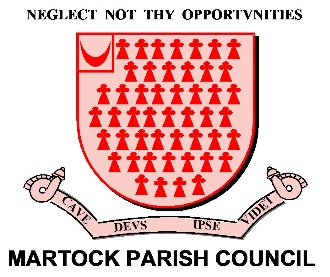 NEGLECT NOT THY OPPORTVNITIES
CAVE DEVS IPSE VIDET
MARTOCK PARISH COUNCIL